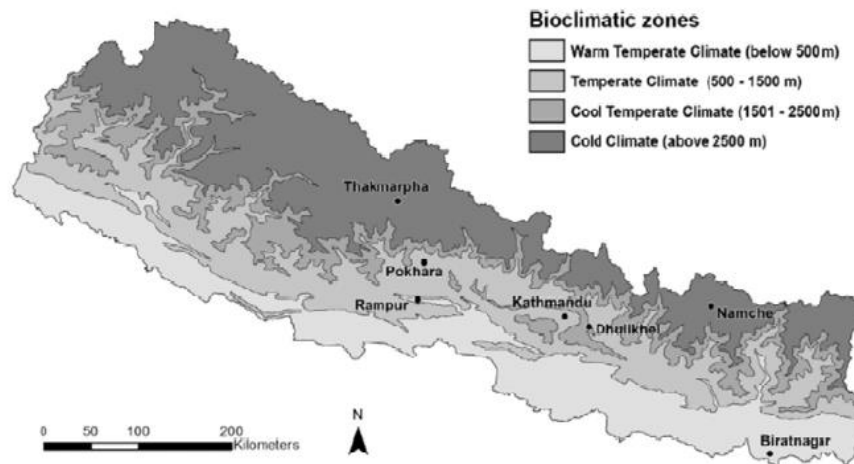 Bioclimatic zones
Warm Temperate Climate (below 500m)
Temperate Climate (500 - 1500 m)
Cool Temperate Climate (1501 - 2500m)
Cold Climate (above 2500 m)
Thakmarpha
Pokhara
Rampur
Kathmandu
Namche
Dhulikhel
N
0 50 100 200
Kilometers
Biratnagar